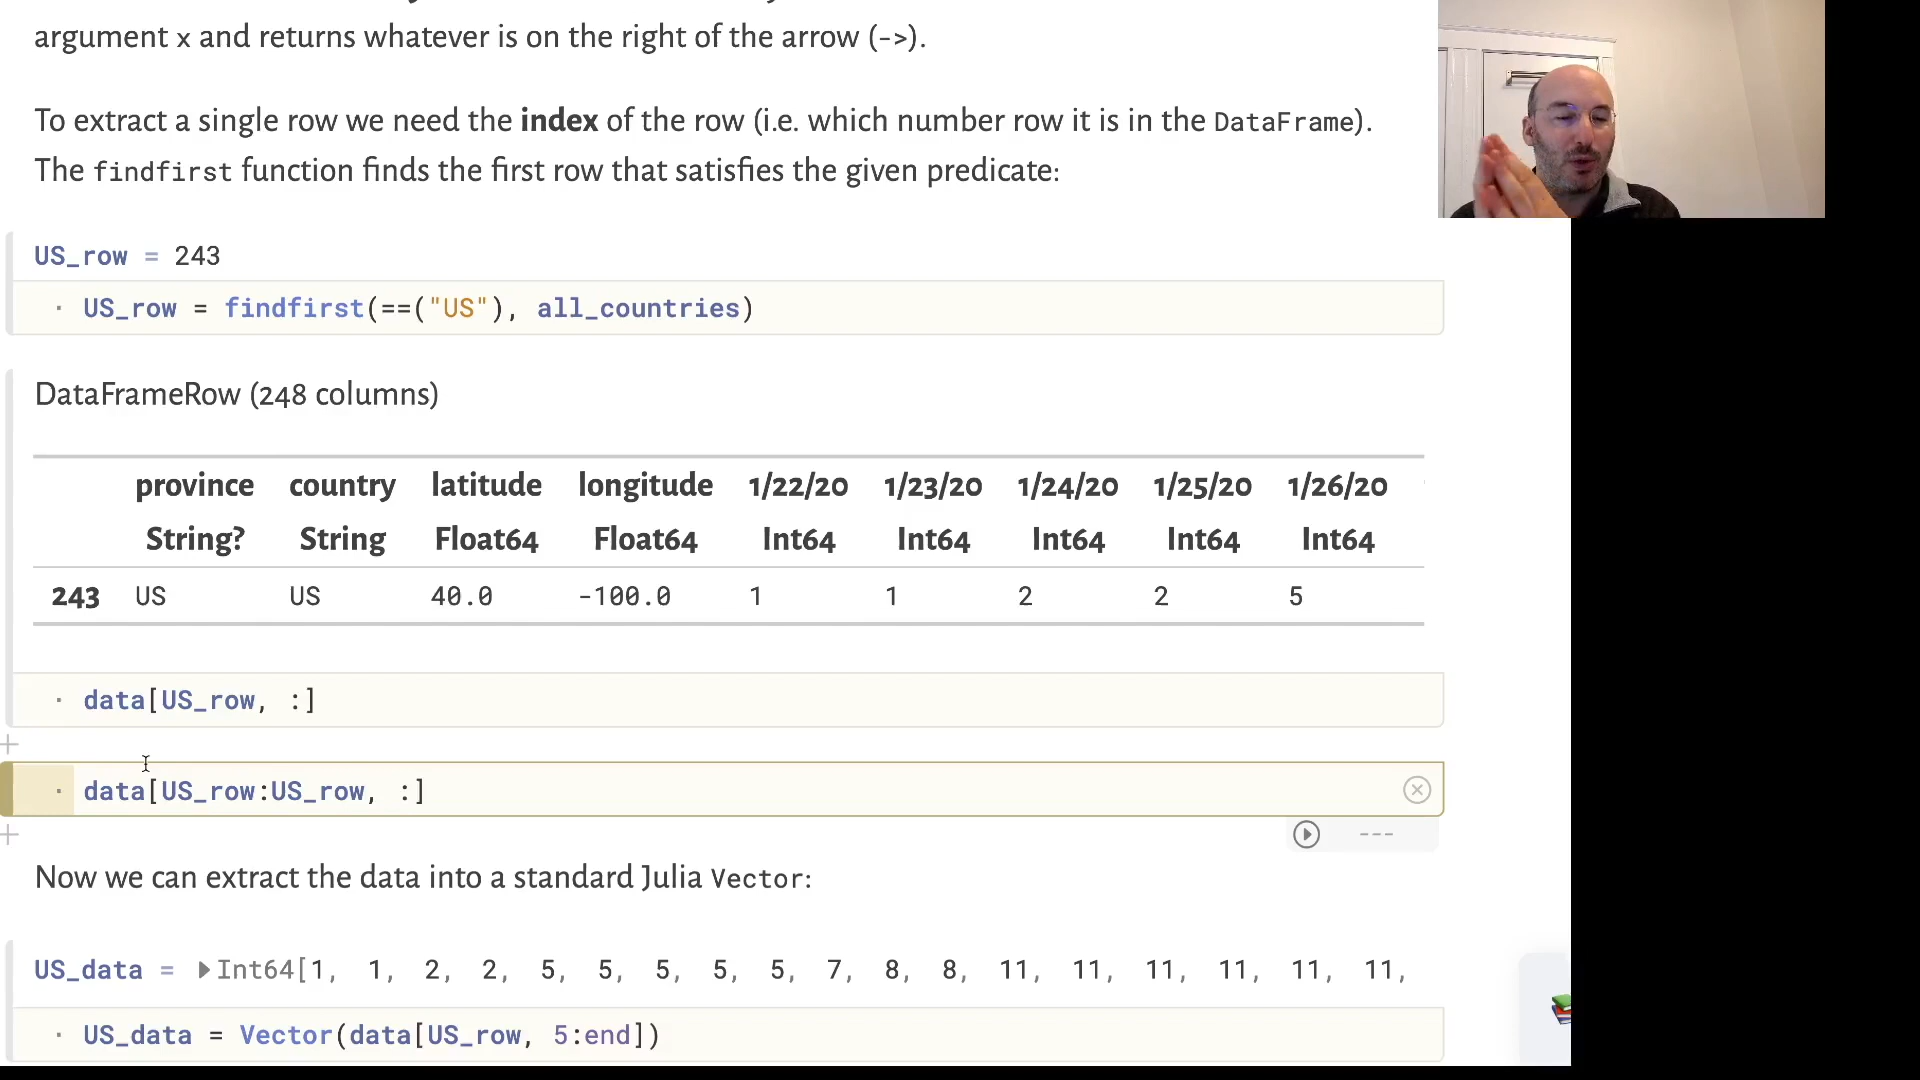 argument x and returns whatever is on the right of the arrow (->).
To extract a single row we need the index of the row (i.e. which number row it is in the DataFrame).
The findfirst function finds the first row that satisfies the given predicate:
US_row = 243
US_row = findfirst(==("US"), all_countries)
DataFrameRow (248 columns)
province country latitude longitude 1/22/20 1/23/20 1/24/20 1/25/20 1/26/20
String? String Float64 Float64 Int64 Int64 Int64 Int64 Int64
243 US US 40.0 -100.0 1 1 2 2 5
data[US_row, :]
data[US_row:US_row, :]
---
Now we can extract the data into a standard Julia Vector:
US_data = Int64[1, 1, 2, 2, 5, 5, 5, 5, 5, 7, 8, 8, 11, 11, 11, 11, 11, 11,
US_data = Vector(data[US_row, 5:end])